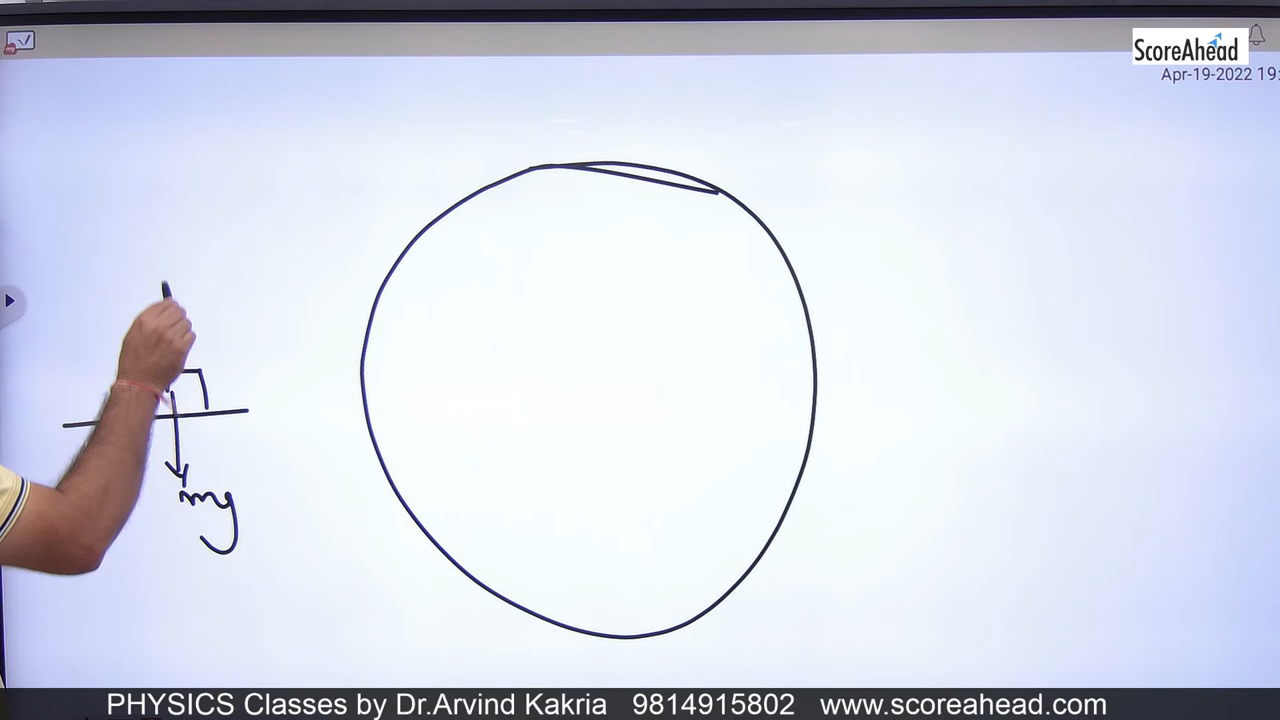 ScoreAhead
Apr-19-2022 19:
mg
PHYSICS Classes by Dr.Arvind Kakria 9814915802 www.scoreahead.com